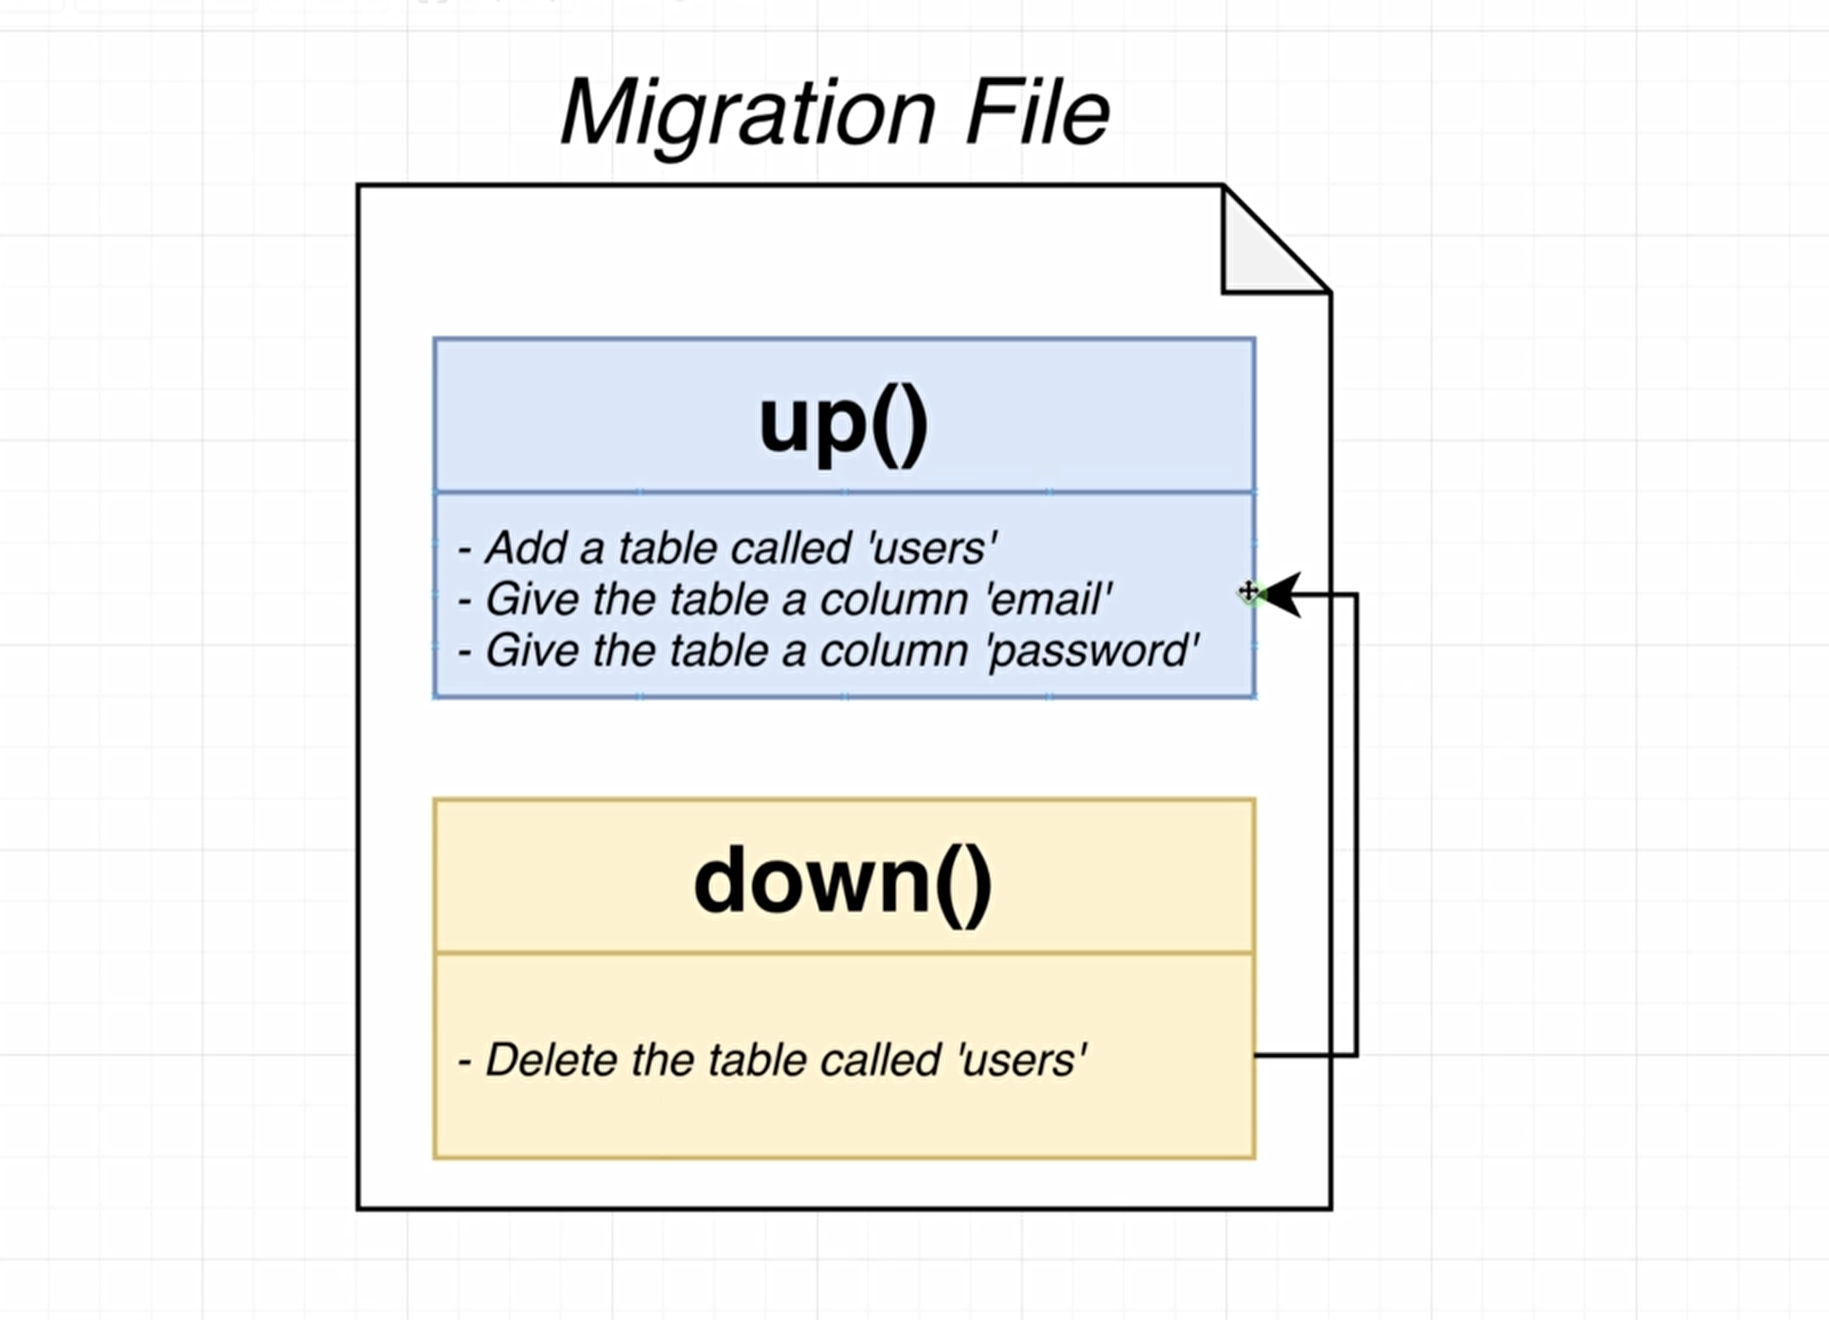 Migration File
up()
- Add a table called 'users'
- Give the table a column 'email'
- Give the table a column 'password'
down()
- Delete the table called 'users'